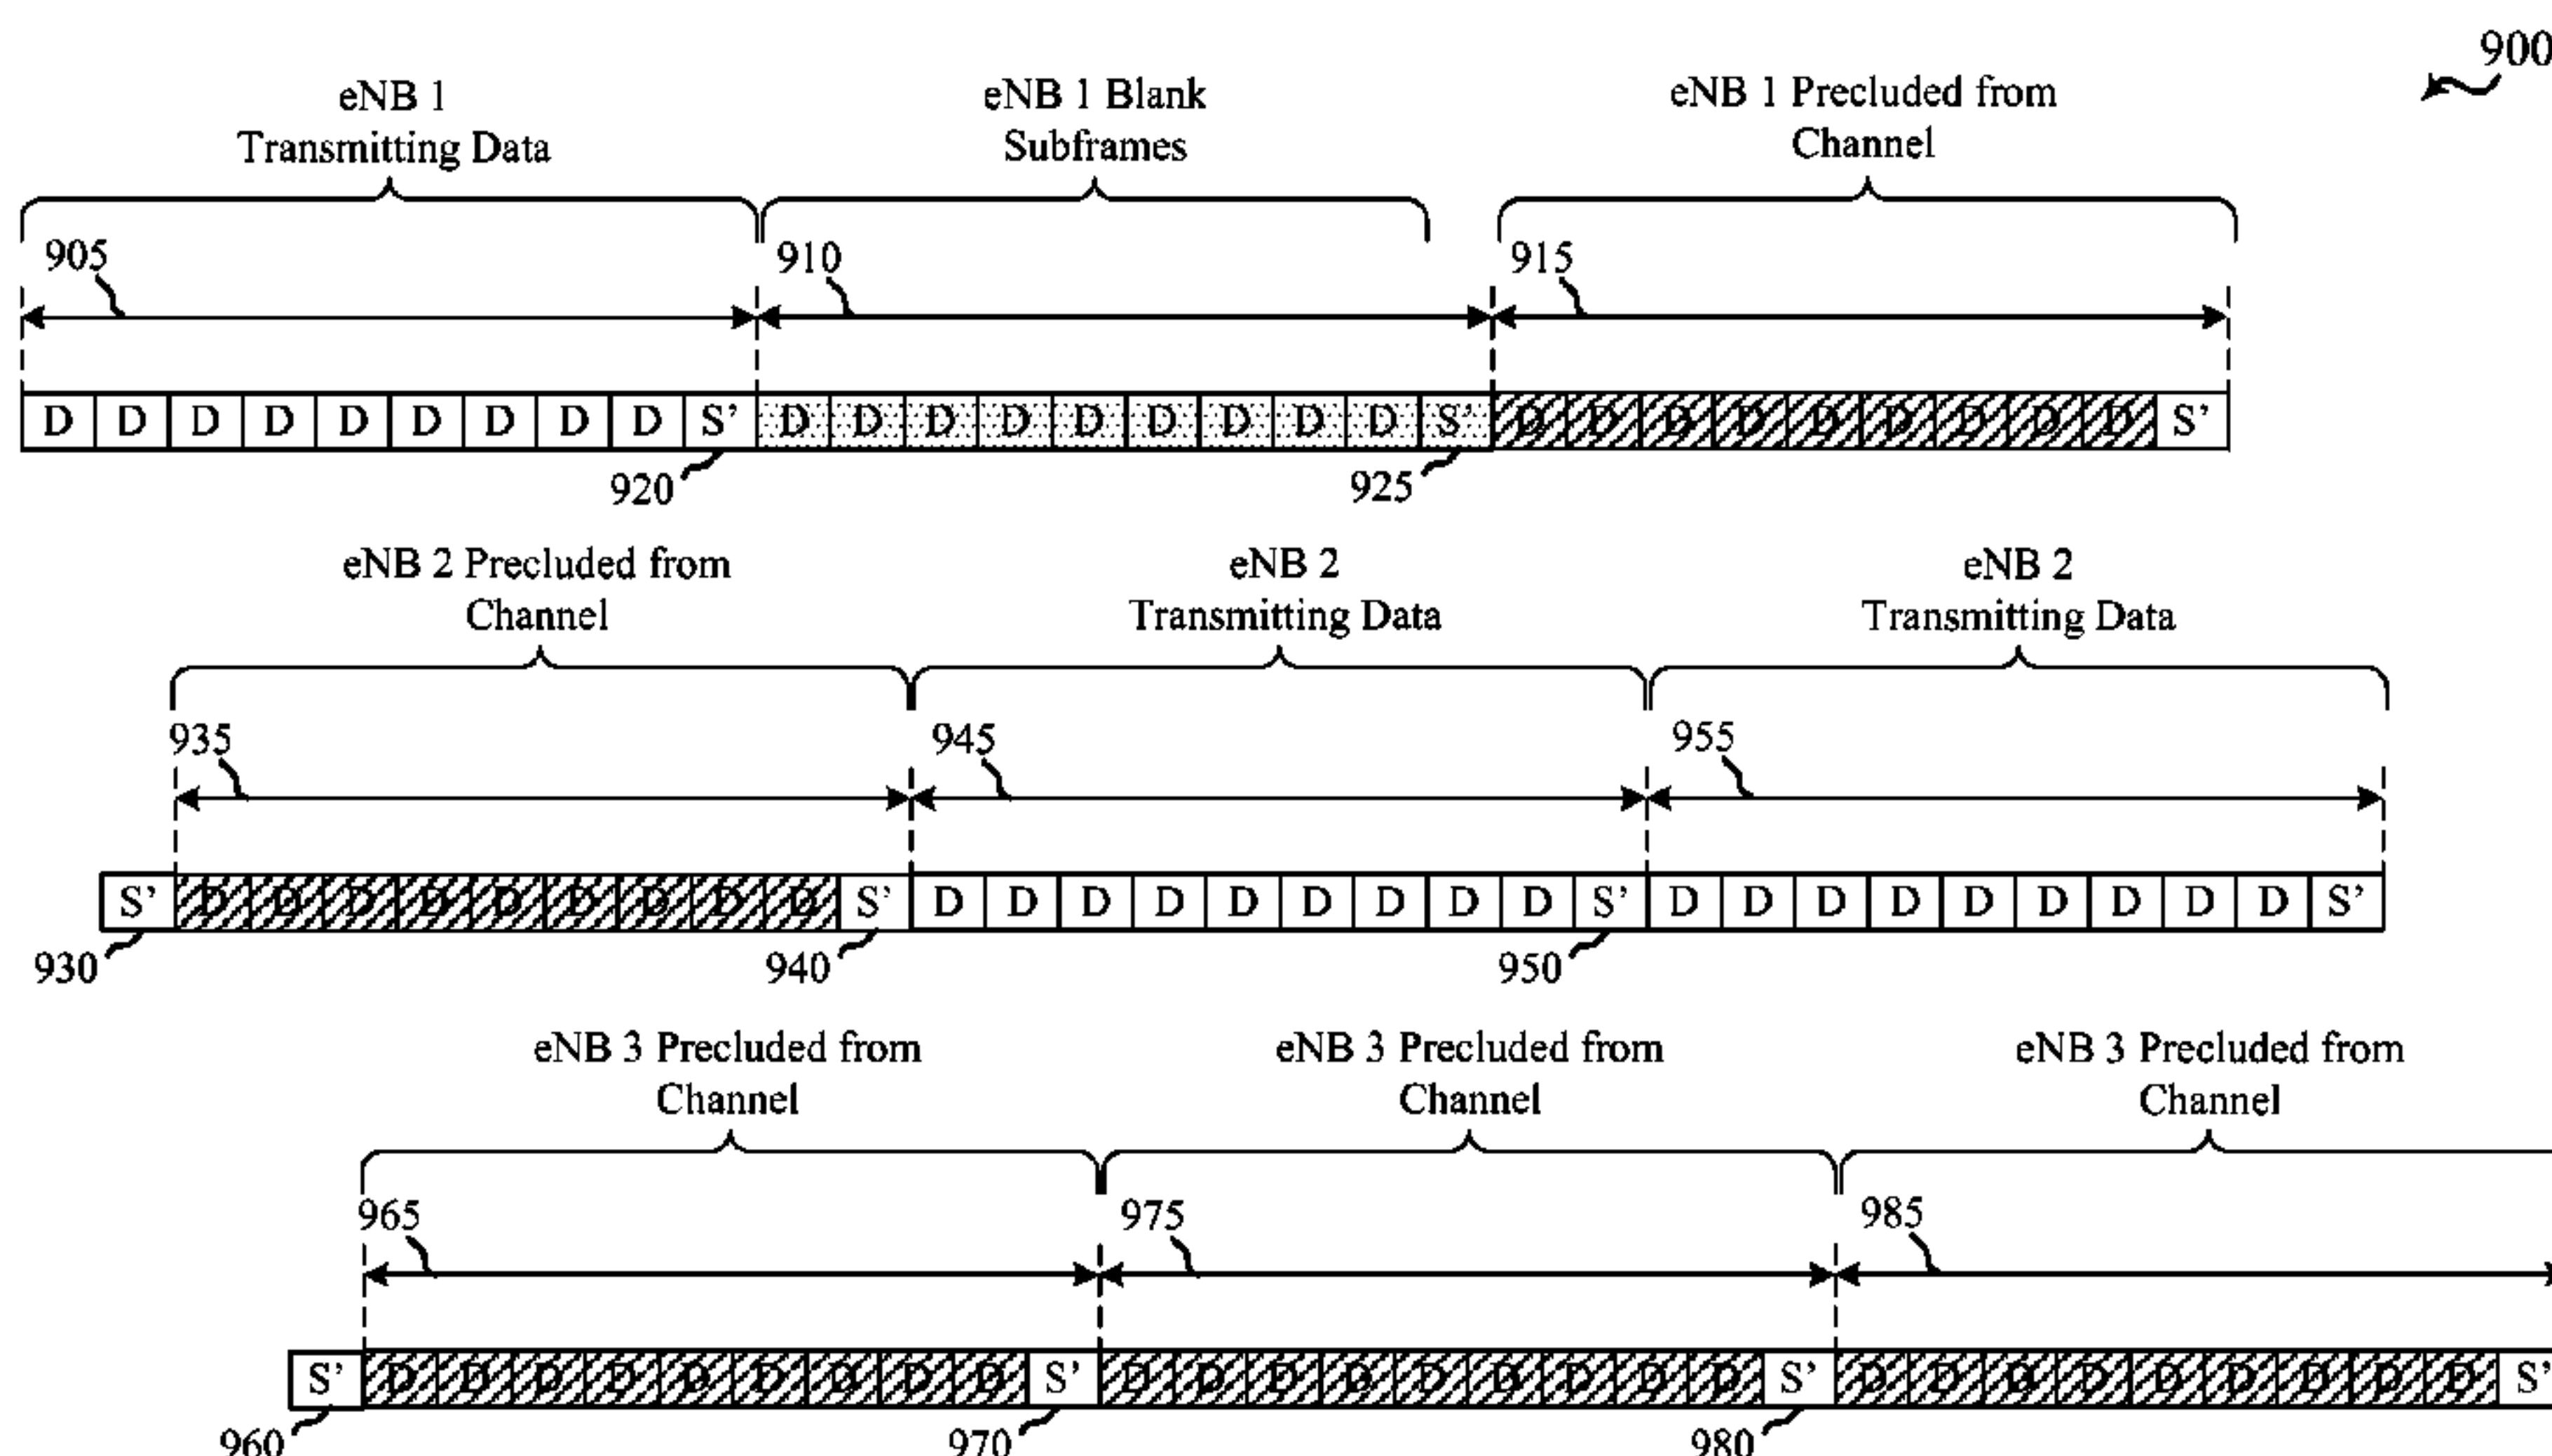 900
eNB 1
Transmitting Data
eNB 1 Blank
Subframes
eNB 1 Precluded from
Channel
905
910
915
D D D D D D D D D S’ D D D D D D D D D S’ D D D D D D D D D S’
920
925
eNB 2 Precluded from
Channel
eNB 2
Transmitting Data
eNB 2
Transmitting Data
935
945
955
S’ D D D D D D D D D S’ D D D D D D D D D S’ D D D D D D D D D S’
930
940
950
eNB 3 Precluded from
Channel
eNB 3 Precluded from
Channel
eNB 3 Precluded from
Channel
965
975
985
S’ D D D D D D D D D S’ D D D D D D D D D S’ D D D D D D D D D S’
960
970
980